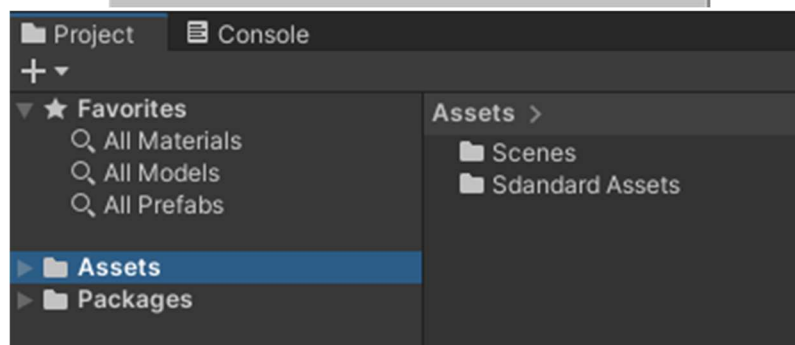 Project Console
Favorites
All Materials
All Models
All Prefabs
Assets
Packages
Assets >
Scenes
Sdandard Assets